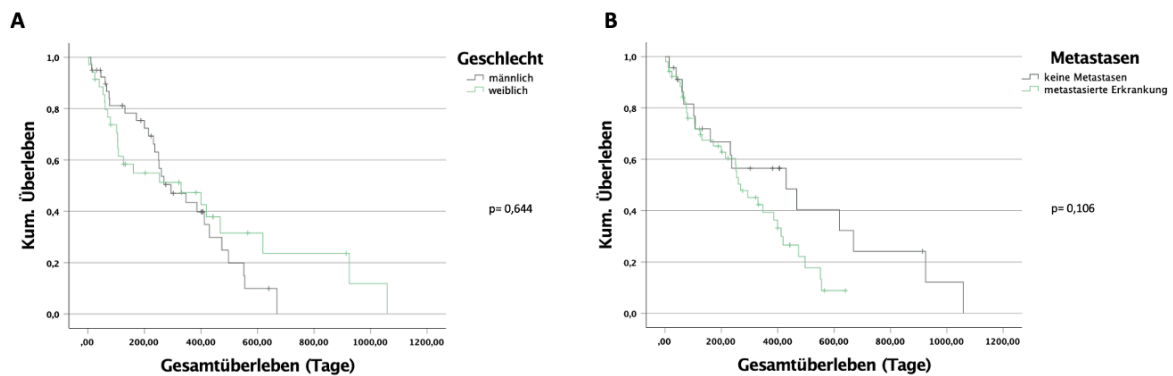 A
Geschlecht
männlich
weiblich
Kum. Überleben
1,0
0,8
0,6
0,4
0,2
0,0
p= 0,644
,00 200,00 400,00 600,00 800,00 1000,00 1200,00
Gesamtüberleben (Tage)
B
Metastasen
keine Metastasen
metastasierte Erkrankung
Kum. Überleben
1,0
0,8
0,6
0,4
0,2
0,0
p= 0,106
,00 200,00 400,00 600,00 800,00 1000,00 1200,00
Gesamtüberleben (Tage)